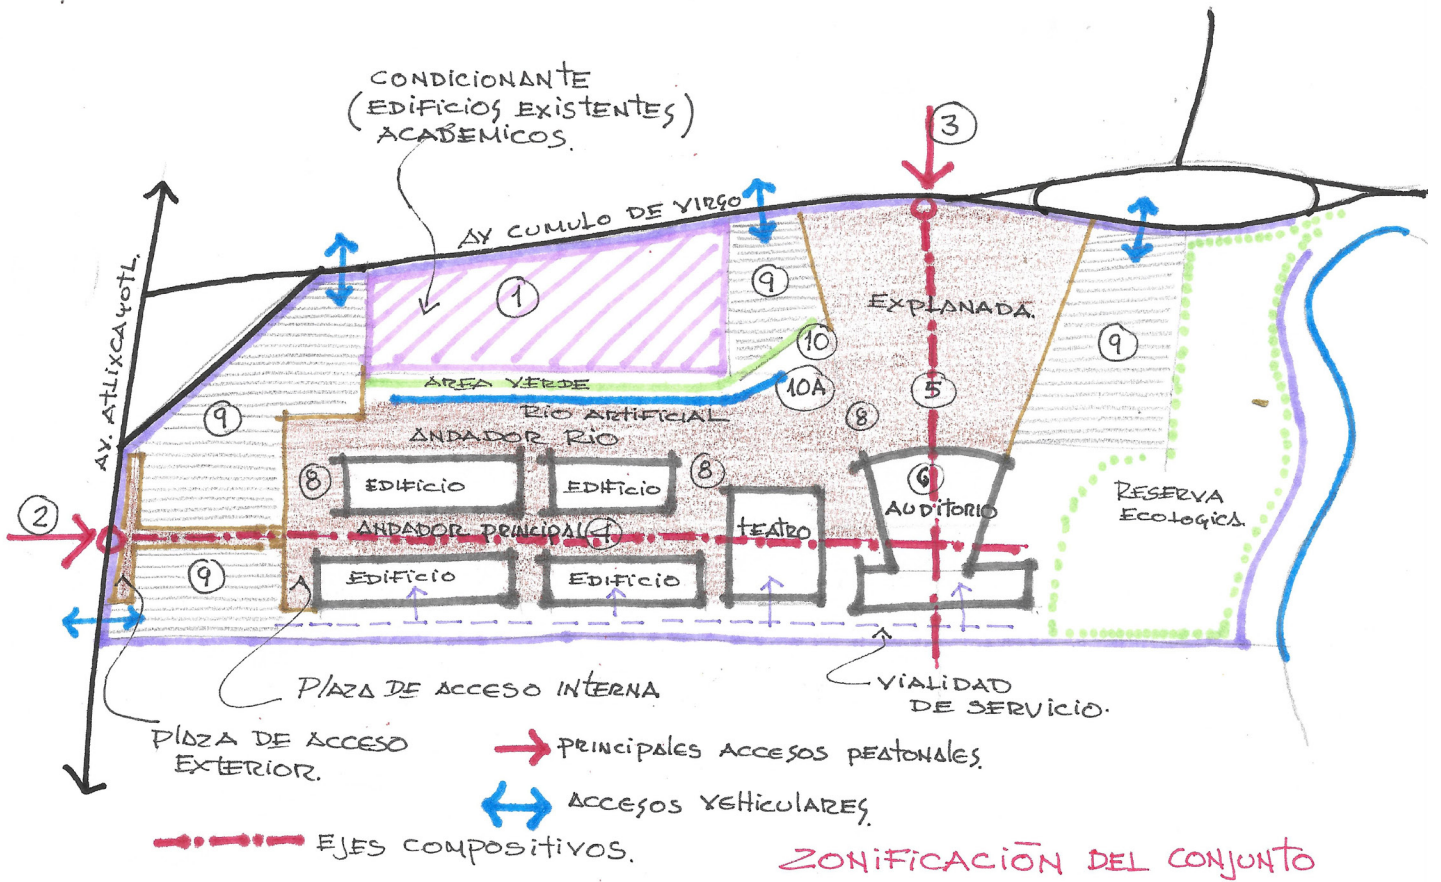 CONDICIONANTE
(EDIFICIOS EXISTENTES)
ACADEMICOS.
3
AV CUMULO DE VIRGO
AV. ATLIXCAYOTL.
1
9
EXPLANADA.
10
9
ÁREA VERDE
10A
5
9
RIO ARTIFICIAL
8
ANDADOR RIO
8
EDIFICIO
EDIFICIO
8
6
AUDITORIO
RESERVA
ECOLOGICA.
2
ANDADOR PRINCIPAL
4
TEATRO
9
EDIFICIO
EDIFICIO
PLAZA DE ACCESO INTERNA
VIALIDAD
DE SERVICIO.
PLAZA DE ACCESO
EXTERIOR.
PRINCIPALES ACCESOS PEATONALES.
ACCESOS VEHICULARES.
EJES COMPOSITIVOS.
ZONIFICACIÓN DEL CONJUNTO